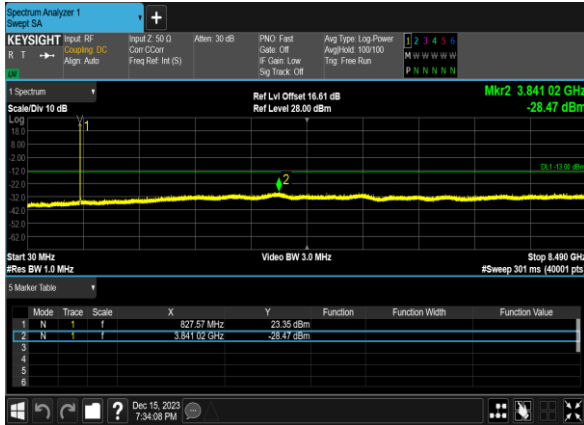 Spectrum Analyzer 1
Swept SA
KEYSIGHT Input: RF Input Z: 50 Ω Atten: 30 dB PNO: Fast Avg Type: Log-Power 1 2 3 4 5 6
R T Coupling: DC Corr CCorr Gate: Off Avg|Hold: 100/100 M W W W W W
Align: Auto Freq Ref: Int (S) IF Gain: Low Trig: Free Run
Sig Track: Off P N N N N N
1 Spectrum Ref Lvl Offset 16.61 dB Mkr2 3.841 02 GHz
Scale/Div 10 dB Ref Level 28.00 dBm -28.47 dBm
Log
18.0
8.00
-2.00
-12.0
-22.0
-32.0
-42.0
-52.0
-62.0
1
2
DL1 -13.00 dBm
Start 30 MHz Video BW 3.0 MHz Stop 8.490 GHz
#Res BW 1.0 MHz #Sweep 301 ms (40001 pts
5 Marker Table
Mode Trace Scale X Y Function Function Width Function Value
1 N 1 f 827.57 MHz 23.35 dBm
2 N 1 f 3.841 02 GHz -28.47 dBm
3
4
5
6
Dec 15, 2023
7:34:08 PM